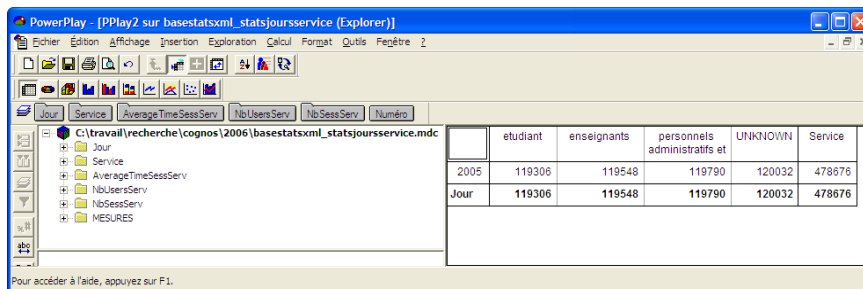 PowerPlay - [PPlay2 sur basestatsxml_statsjoursservice (Explorer)]
Fichier Édition Affichage Insertion Exploration Calcul Format Outils Fenêtre ?
Jour Service AverageTimeSessServ NbUsersServ NbSessServ Numéro
C:\travail\recherche\cognos\2006\basestatsxml_statsjoursservice.mdc
Jour
Service
AverageTimeSessServ
NbUsersServ
NbSessServ
MESURES
etudiant enseignants personnels administratifs et UNKNOWN Service
2005 119306 119548 119790 120032 478676
Jour 119306 119548 119790 120032 478676
Pour accéder à l'aide, appuyez sur F1.